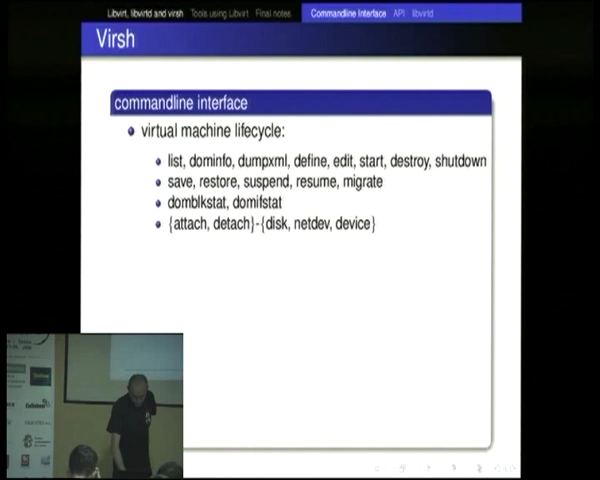 Libvirt, libvirtd and virsh Tools using Libvirt Final notes Commandline Interface API libvirtd
Virsh
commandline interface
virtual machine lifecycle:
list, dominfo, dumpxml, define, edit, start, destroy, shutdown
save, restore, suspend, resume, migrate
domblkstat, domifstat
{attach, detach}-{disk, netdev, device}